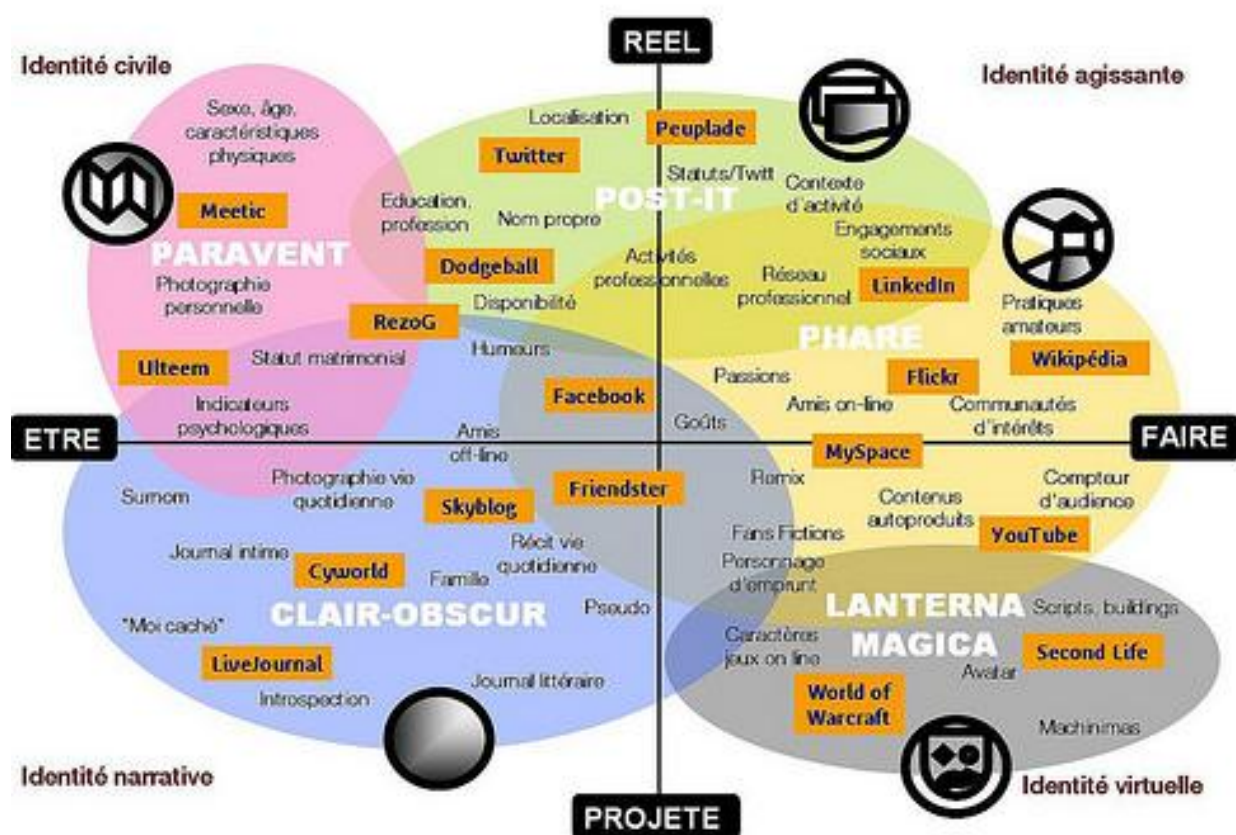 REEL
Identité civile
Identité agissante
Sexe, âge,
caractéristiques
physiques
Localisation
Peuplade
Twitter
Statuts/Twitt
Contexte
d'activité
Meetic
Education,
profession
Nom propre
POST-IT
Engagements
sociaux
PARAVENT
Dodgeball
Activités
professionnelles
Réseau
professionnel
LinkedIn
Photographie
personnelle
Disponibilité
Pratiques
amateurs
RezoG
PHARE
Ulteem
Statut matrimonial
Humeurs
Wikipédia
Passions
Flickr
Facebook
Indicateurs
psychologiques
Goûts
Amis on-line
Communautés
d'intérêts
ETRE
Amis
off-line
MySpace
FAIRE
Surnom
Photographie vie
quotidienne
Skyblog
Friendster
Remix
Contenus
autoproduits
Compteur
d'audience
Fans Fictions
YouTube
Journal intime
Cyworld
Famille
Récit vie
quotidienne
Personnage
d'emprunt
CLAIR-OBSCUR
Pseudo
LANTERNA
MAGICA
Scripts, buildings
"Moi caché"
LiveJournal
Caractères
jeux on line
Second Life
Introspection
Journal littéraire
Avatar
World of
Warcraft
Machinimas
Identité narrative
Identité virtuelle
PROJETE